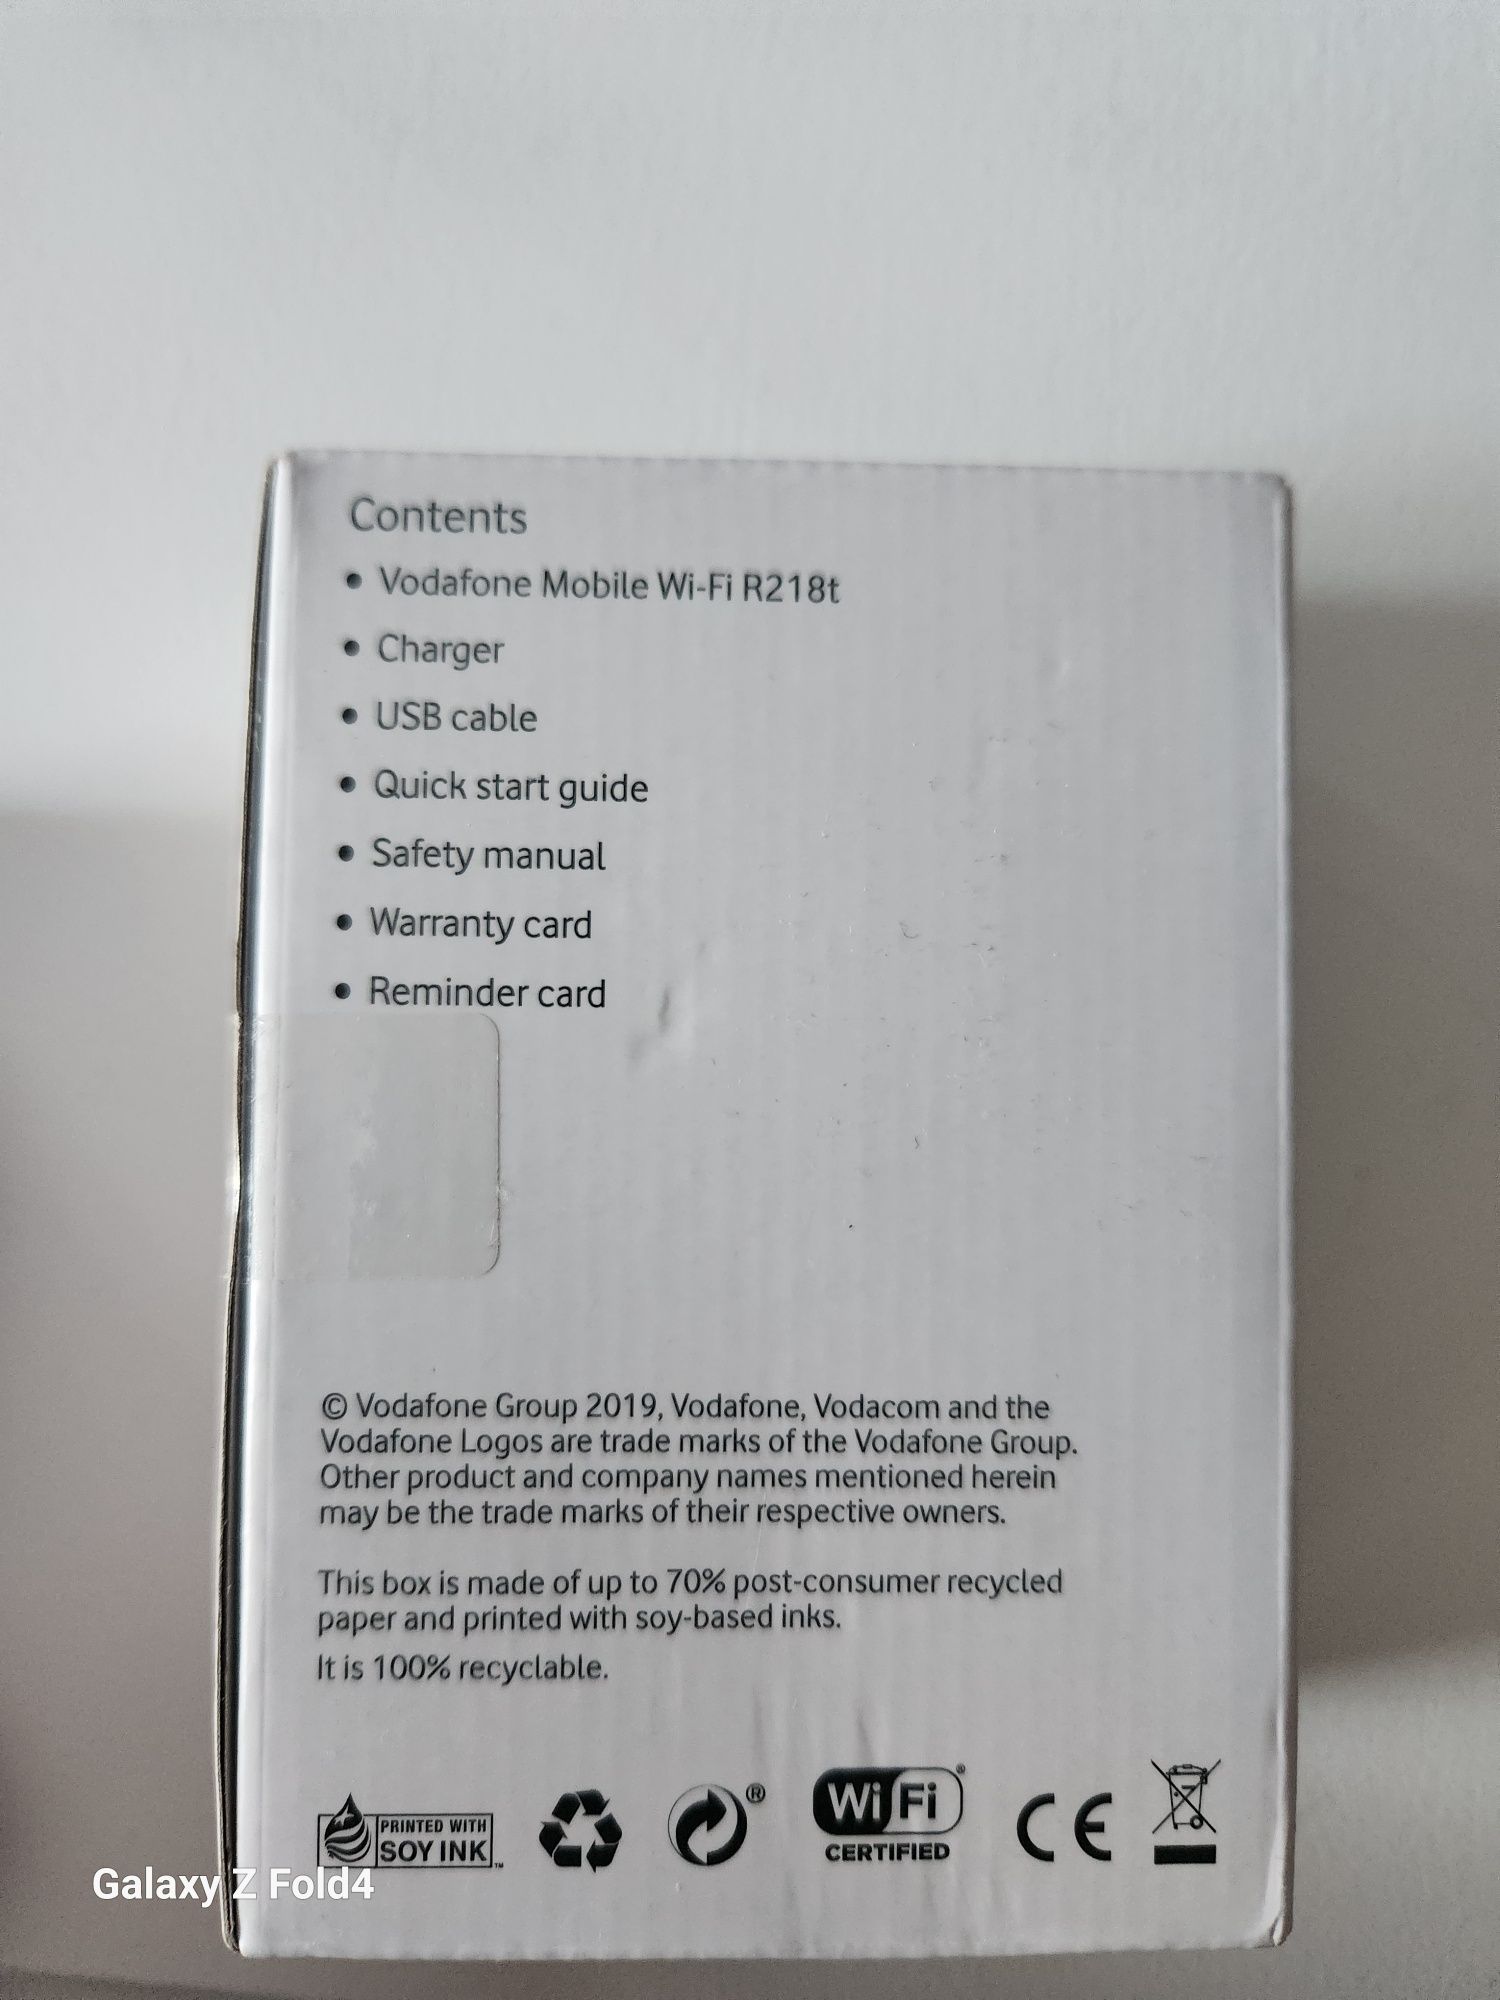 Contents
• Vodafone Mobile Wi-Fi R218t
• Charger
• USB cable
• Quick start guide
• Safety manual
• Warranty card
• Reminder card
© Vodafone Group 2019, Vodafone, Vodacom and the
Vodafone Logos are trade marks of the Vodafone Group.
Other product and company names mentioned herein
may be the trade marks of their respective owners.
This box is made of up to 70% post-consumer recycled
paper and printed with soy-based inks.
It is 100% recyclable.
PRINTED WITH
SOY INK™
®
Wi Fi®
CERTIFIED
CE
Galaxy Z Fold4